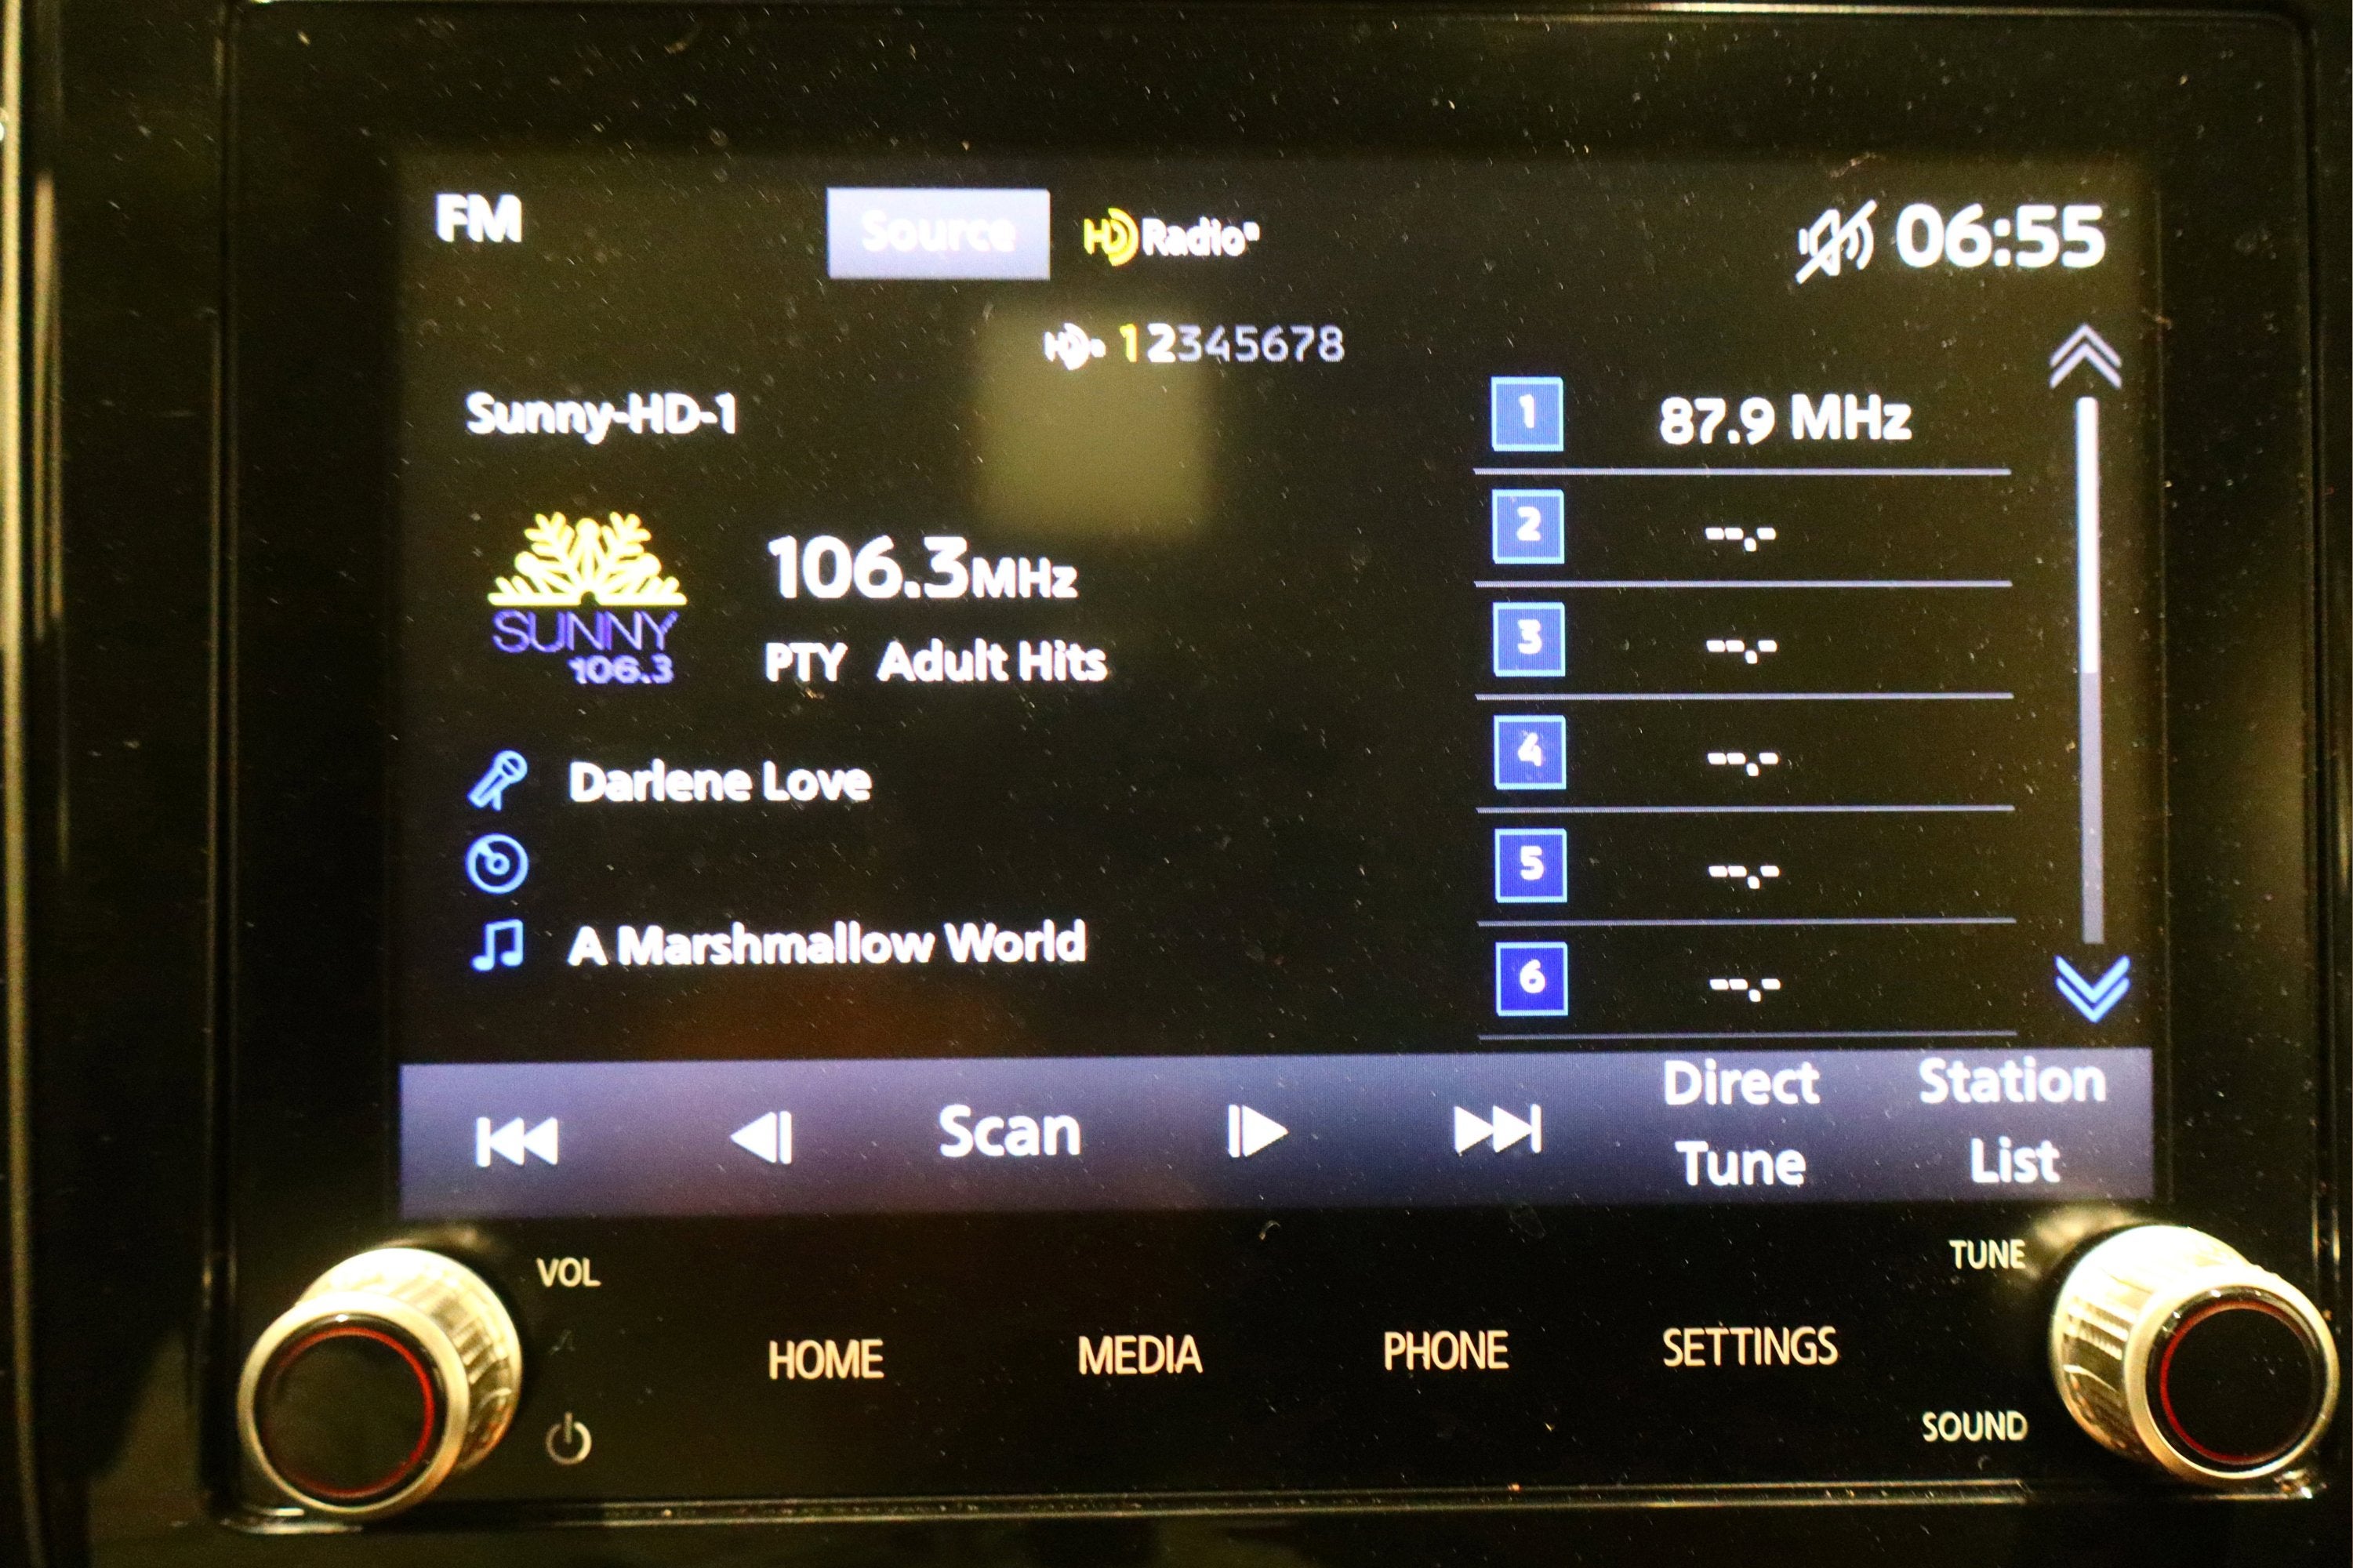 FM
Source
HD Radio
06:55
HD 12345678
Sunny-HD-1
SUNNY
106.3
106.3MHz
PTY Adult Hits
Darlene Love
A Marshmallow World
1 87.9 MHz
2 --.-
3 --.-
4 --.-
5 --.-
6 --.-
Scan
Direct
Tune
Station
List
VOL
TUNE
HOME
MEDIA
PHONE
SETTINGS
SOUND